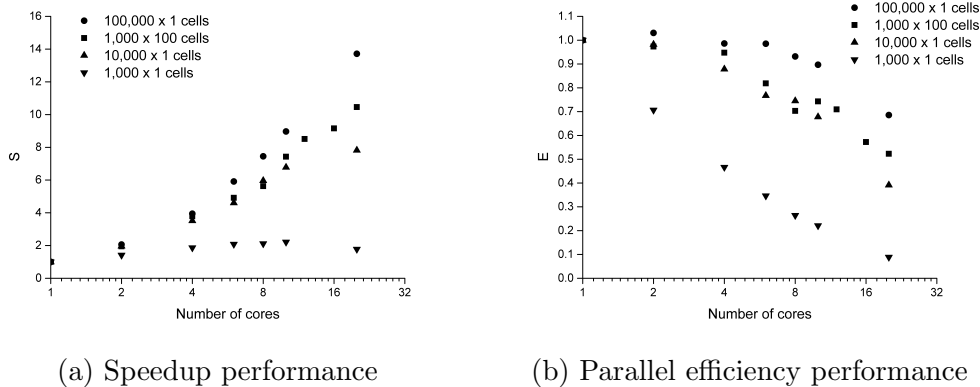 16
14
12
10
8
6
4
2
0
S
100,000 x 1 cells
1,000 x 100 cells
10,000 x 1 cells
1,000 x 1 cells
1 2 4 8 16 32
Number of cores
(a) Speedup performance
1.1
1.0
0.9
0.8
0.7
0.6
0.5
0.4
0.3
0.2
0.1
0.0
E
100,000 x 1 cells
1,000 x 100 cells
10,000 x 1 cells
1,000 x 1 cells
1 2 4 8 16 32
Number of cores
(b) Parallel efficiency performance